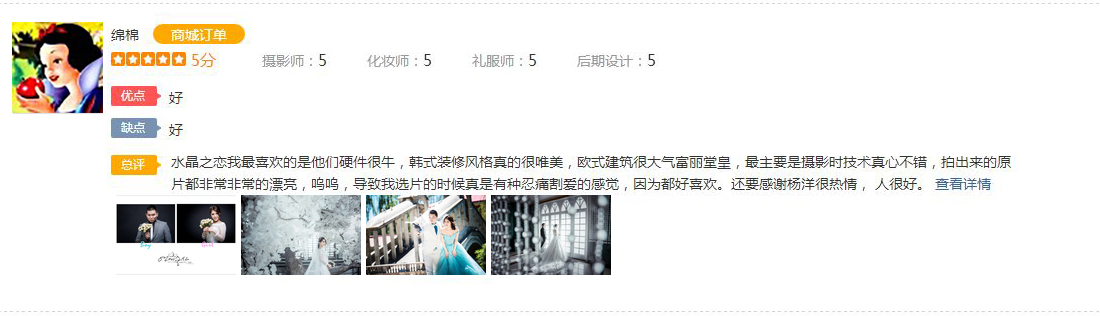 绵棉 商城订单
5分 摄影师：5 化妆师：5 礼服师：5 后期设计：5
优点 好
缺点 好
总评 水晶之恋我最喜欢的是他们硬件很牛，韩式装修风格真的很唯美，欧式建筑很大气富丽堂皇，最主要是摄影时技术真心不错，拍出来的原
片都非常非常的漂亮，呜呜，导致我选片的时候真是有种忍痛割爱的感觉，因为都好喜欢。还要感谢杨洋很热情， 人很好。 查看详情